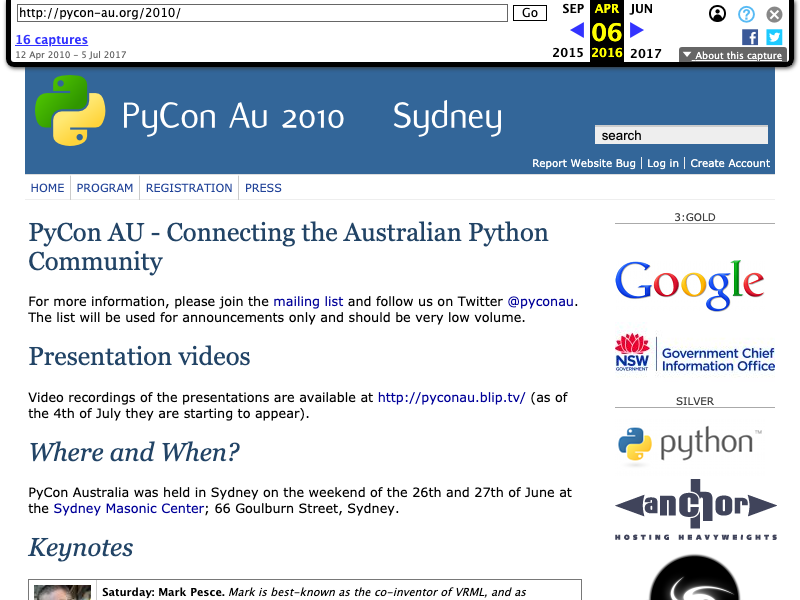 http://pycon-au.org/2010/
Go
SEP APR JUN
16 captures
06
12 Apr 2010 – 5 Jul 2017
2015 2016 2017
About this capture
PyCon Au 2010 Sydney
search
Report Website Bug | Log in | Create Account
HOME PROGRAM REGISTRATION PRESS
PyCon AU - Connecting the Australian Python
Community
For more information, please join the mailing list and follow us on Twitter @pyconau.
The list will be used for announcements only and should be very low volume.
Presentation videos
Video recordings of the presentations are available at http://pyconau.blip.tv/ (as of
the 4th of July they are starting to appear).
Where and When?
PyCon Australia was held in Sydney on the weekend of the 26th and 27th of June at
the Sydney Masonic Center; 66 Goulburn Street, Sydney.
Keynotes
Saturday: Mark Pesce. Mark is best-known as the co-inventor of VRML, and as
3:GOLD
Google
NSW
GOVERNMENT
Government Chief
Information Office
SILVER
python™
anchor
HOSTING HEAVYWEIGHTS